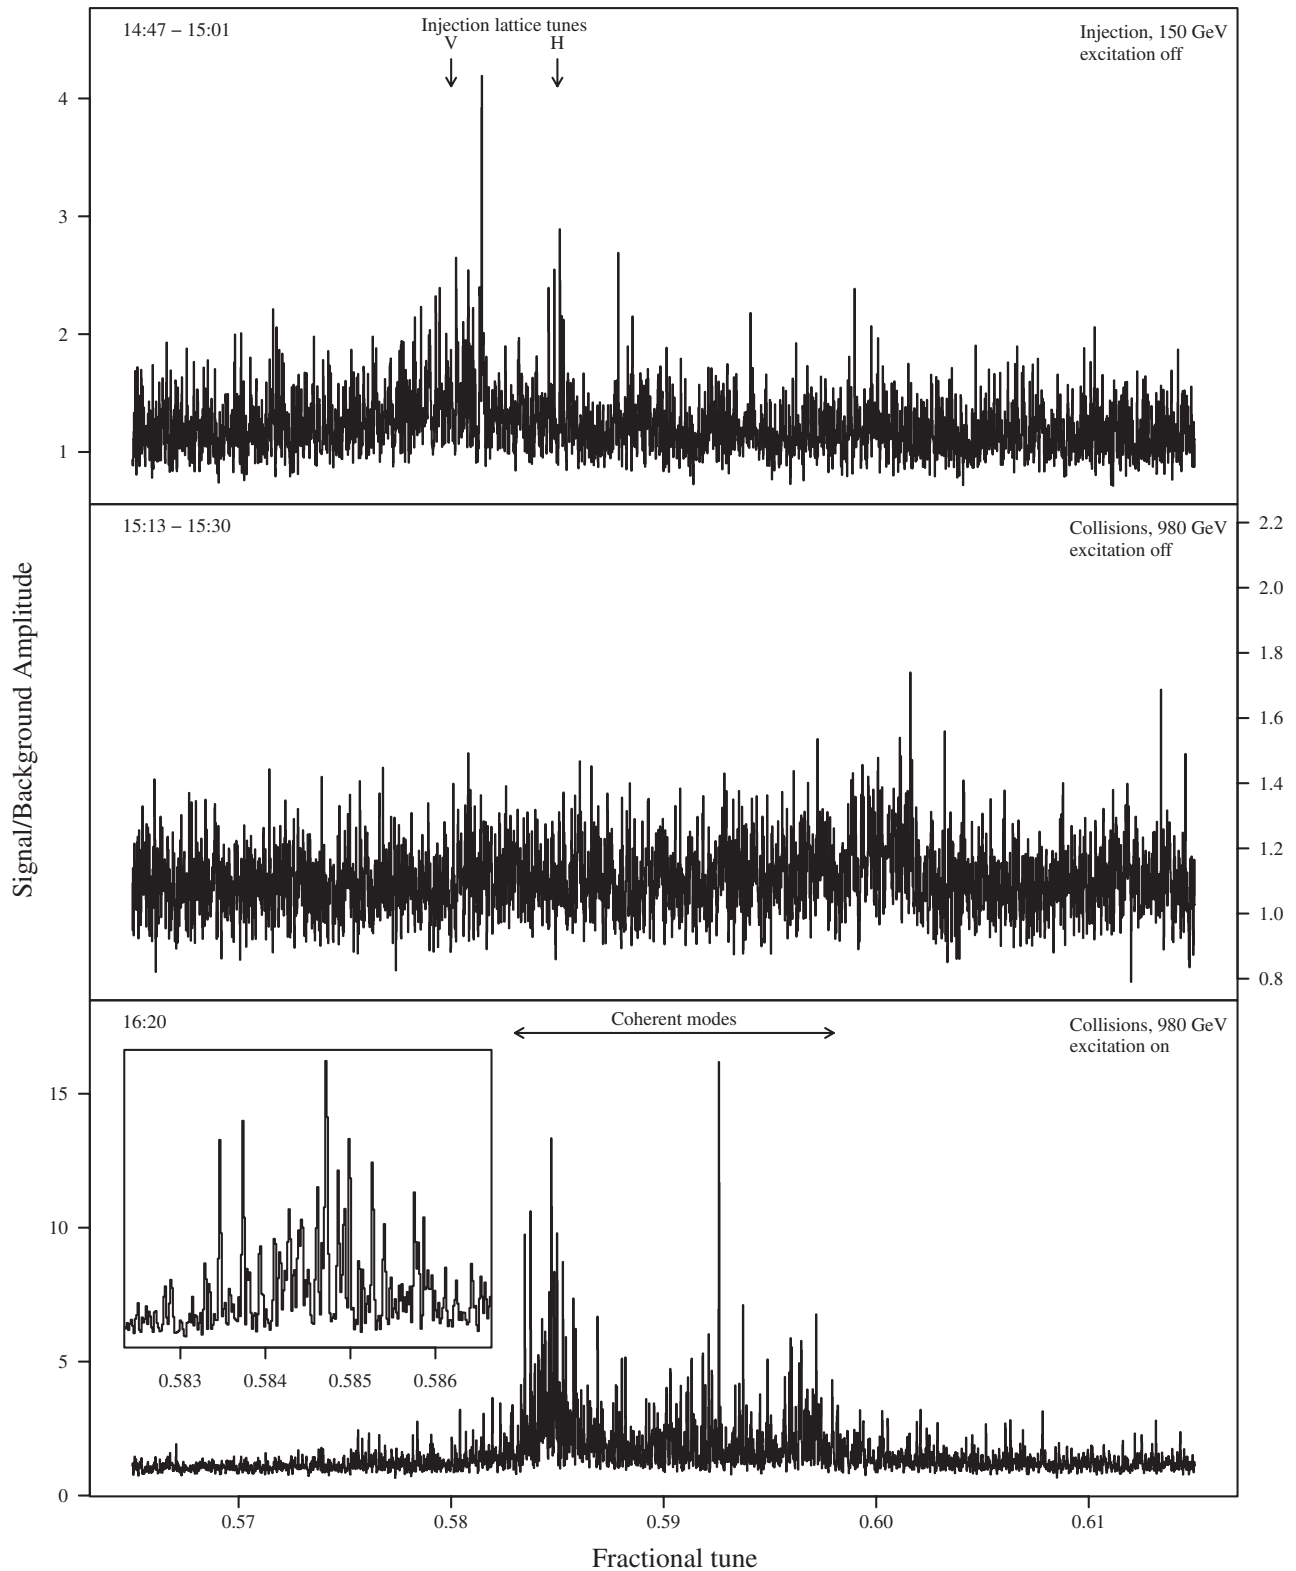 14:47 − 15:01
Injection lattice tunes
V
H
Injection, 150 GeV
excitation off
4
3
2
1
15:13 − 15:30
Collisions, 980 GeV
excitation off
2.2
2.0
1.8
1.6
1.4
1.2
1.0
0.8
Signal/Background Amplitude
16:20
Coherent modes
Collisions, 980 GeV
excitation on
15
10
5
0
0.583 0.584 0.585 0.586
0.57 0.58 0.59 0.60 0.61
Fractional tune